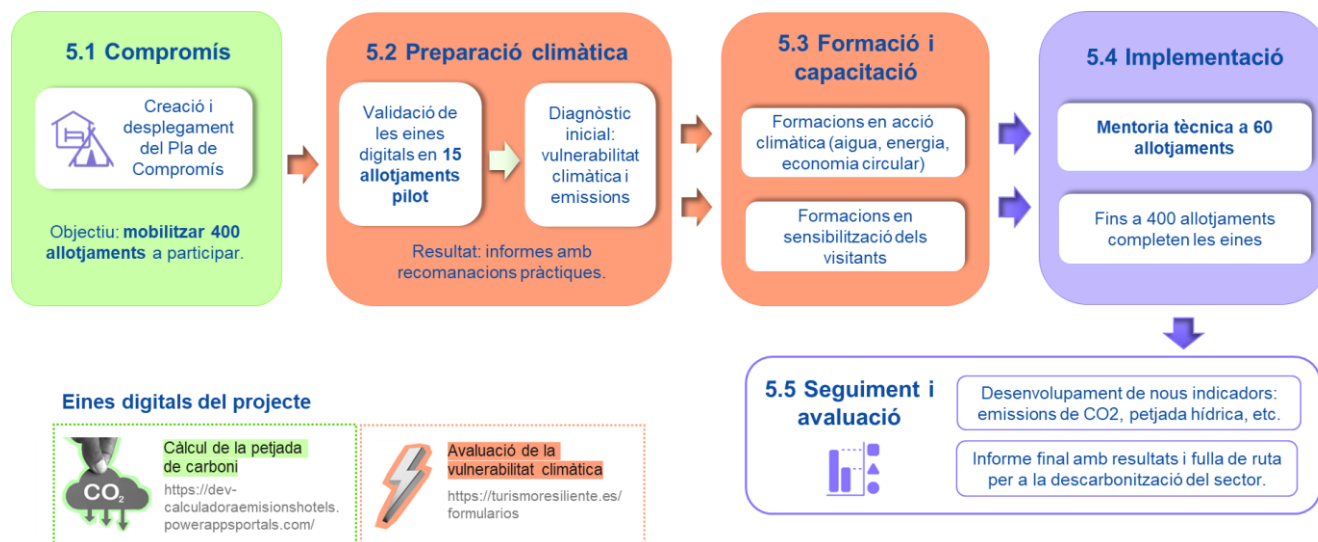 5.1 Compromís
Creació i
desplegament
del Pla de
Compromís
Objectiu: mobilitzar 400
allotjaments a participar.
5.2 Preparació climàtica
Validació de
les eines
digitals en 15
allotjaments
pilot
Diagnòstic
inicial:
vulnerabilitat
climàtica i
emissions
Resultat: informes amb
recomanacions pràctiques.
5.3 Formació i
capacitació
Formacions en acció
climàtica (aigua, energia,
economia circular)
Formacions en
sensibilització dels
visitants
5.4 Implementació
Mentoria tècnica a 60
allotjaments
Fins a 400 allotjaments
completen les eines
5.5 Seguiment i
avaluació
Desenvolupament de nous indicadors:
emissions de CO2, petjada hídrica, etc.
Informe final amb resultats i fulla de ruta
per a la descarbonització del sector.
Eines digitals del projecte
CO2
Càlcul de la petjada
de carboni
https://dev-
calculadoraemisionshotels.
powerappsportals.com/
Avaluació de la
vulnerabilitat climàtica
https://turismoresiliente.es/
formularios